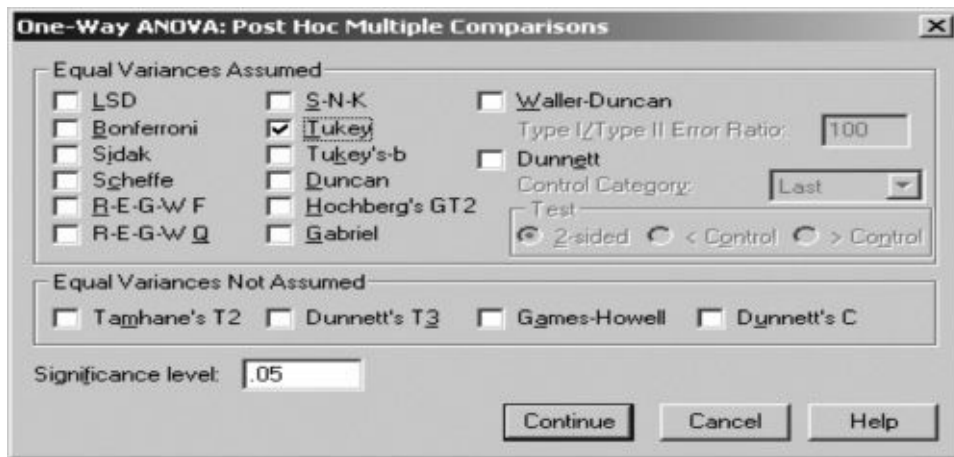 One-Way ANOVA: Post Hoc Multiple Comparisons
Equal Variances Assumed
LSD
Bonferroni
Sidak
Scheffe
R-E-G-W F
R-E-G-W Q
S-N-K
Tukey
Tukey's-b
Duncan
Hochberg's GT2
Gabriel
Waller-Duncan
Type I/Type II Error Ratio: 100
Dunnett
Control Category: Last
Test
2-sided < Control > Control
Equal Variances Not Assumed
Tamhane's T2 Dunnett's T3 Games-Howell Dunnett's C
Significance level: .05
Continue Cancel Help